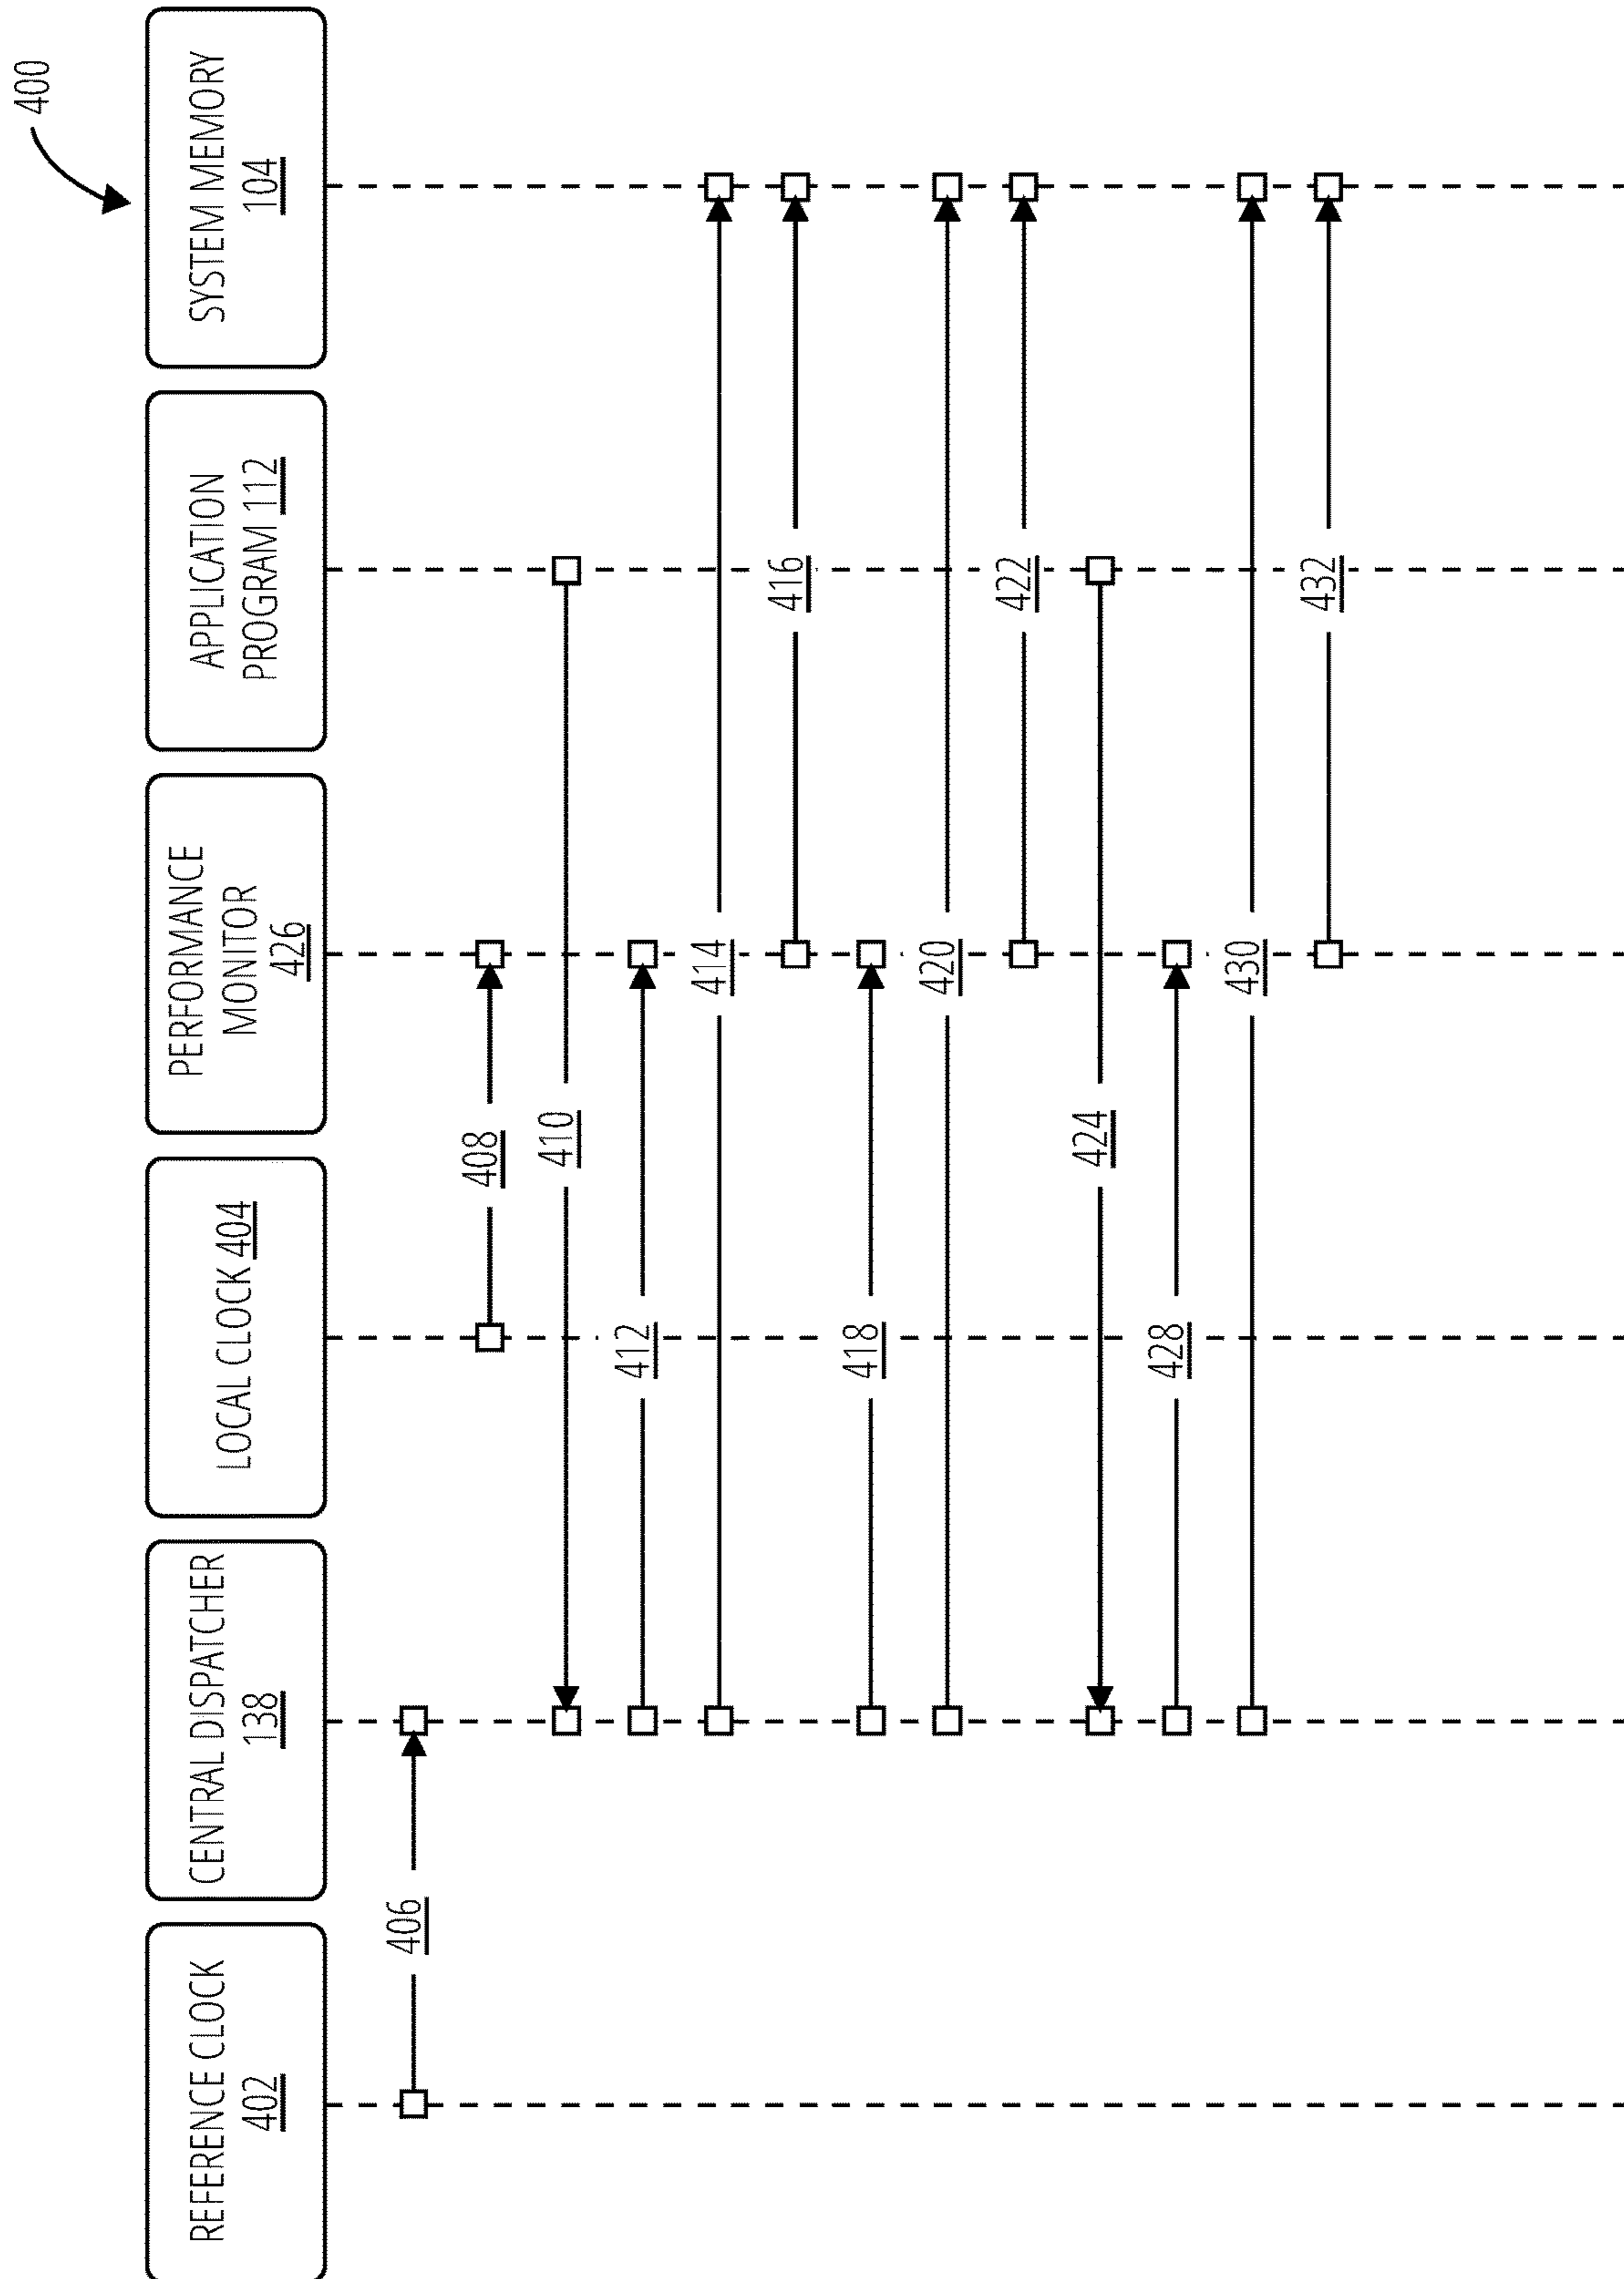 400
REFERENCE CLOCK
402
CENTRAL DISPATCHER
138
LOCAL CLOCK 404
PERFORMANCE
MONITOR
426
APPLICATION
PROGRAM 112
SYSTEM MEMORY
104
406
408
410
412
414
416
418
420
422
424
428
430
432